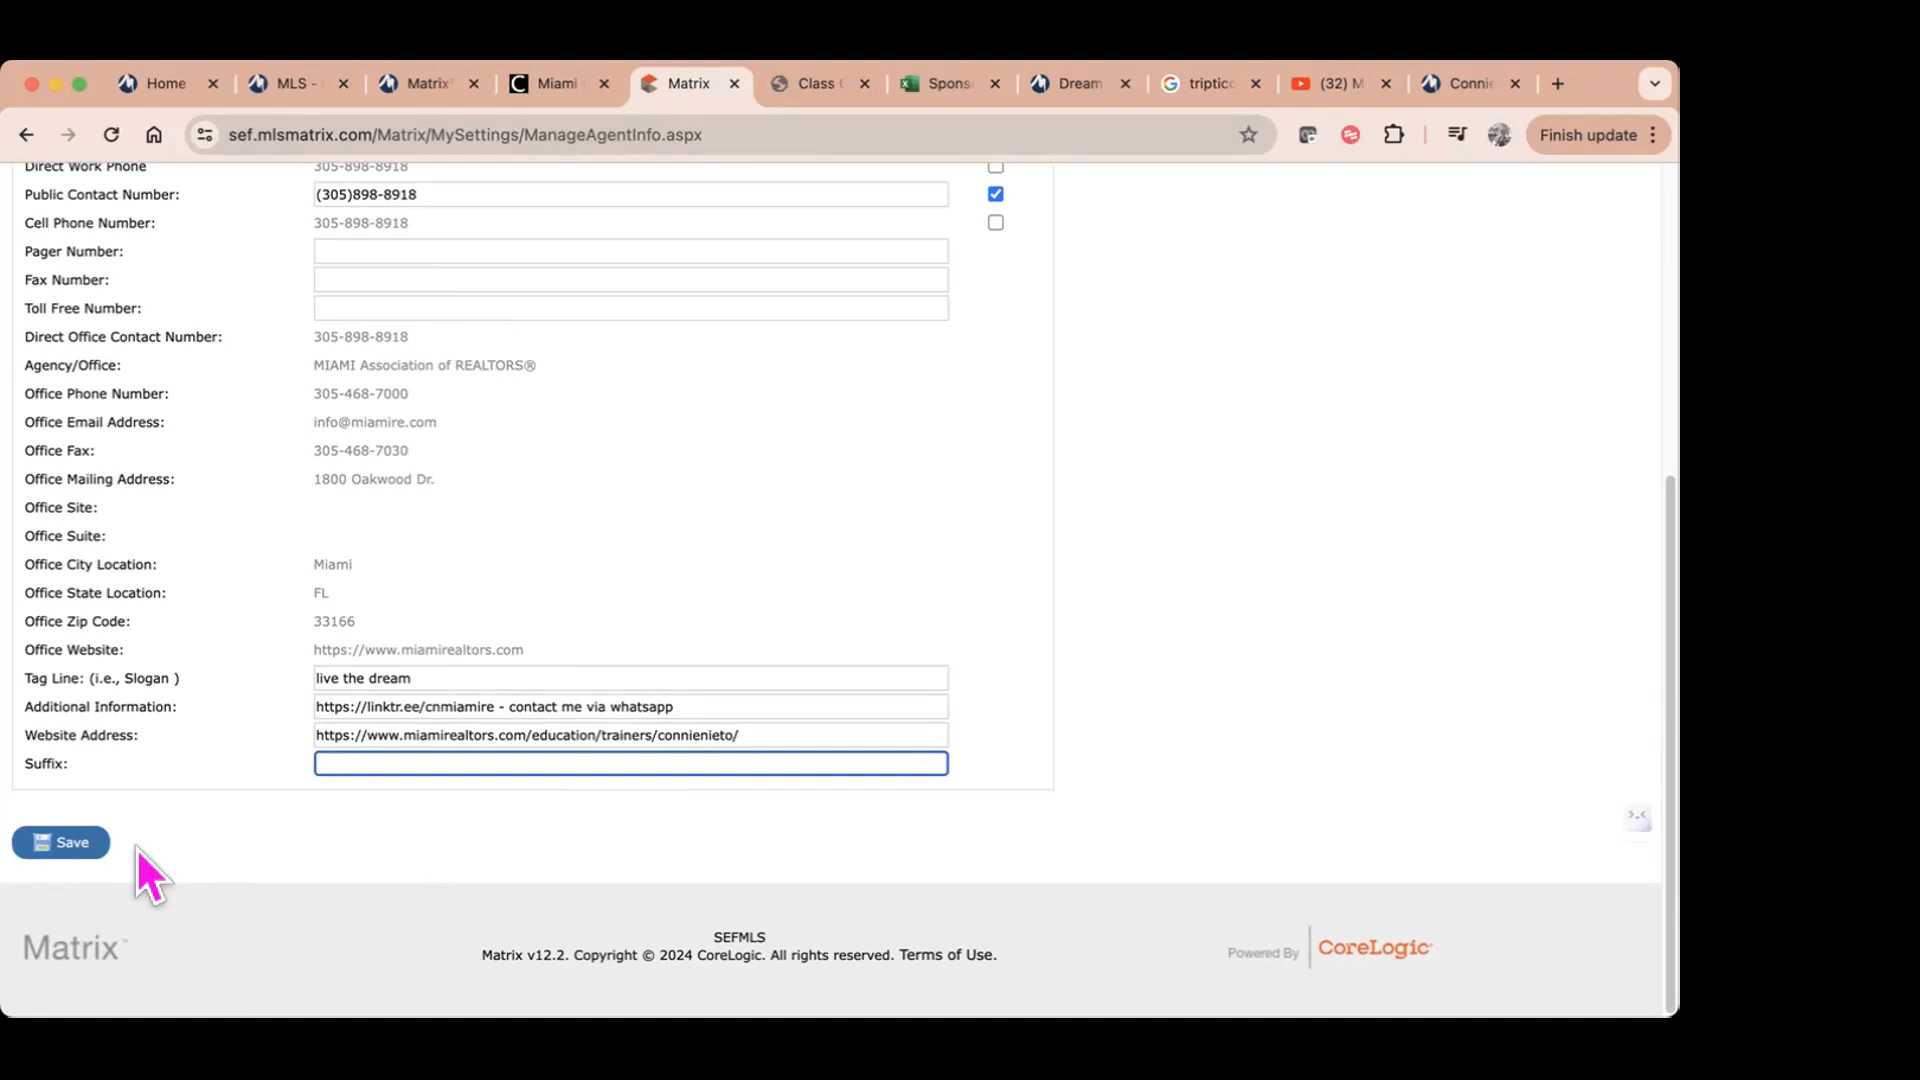 Home
MLS -
Matrix
Miami
Matrix
Class
Spons
Dream
triptic
(32) M
Connie
sef.mlsmatrix.com/Matrix/MySettings/ManageAgentInfo.aspx
Finish update
Direct Work Phone 305-898-8918
Public Contact Number: (305)898-8918
Cell Phone Number: 305-898-8918
Pager Number:
Fax Number:
Toll Free Number:
Direct Office Contact Number: 305-898-8918
Agency/Office: MIAMI Association of REALTORS®
Office Phone Number: 305-468-7000
Office Email Address: info@miamire.com
Office Fax: 305-468-7030
Office Mailing Address: 1800 Oakwood Dr.
Office Site:
Office Suite:
Office City Location: Miami
Office State Location: FL
Office Zip Code: 33166
Office Website: https://www.miamirealtors.com
Tag Line: (i.e., Slogan ) live the dream
Additional Information: https://linktr.ee/cnmiamire - contact me via whatsapp
Website Address: https://www.miamirealtors.com/education/trainers/connienieto/
Suffix:
Save
Matrix™
SEFMLS
Matrix v12.2. Copyright © 2024 CoreLogic. All rights reserved. Terms of Use.
Powered By CoreLogic